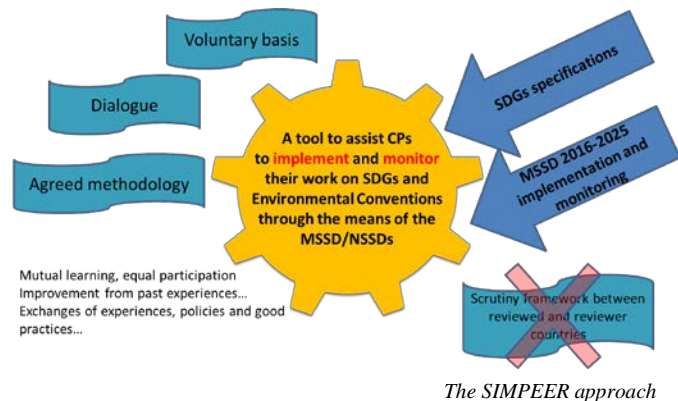 Voluntary basis
Dialogue
Agreed methodology
A tool to assist CPs
to implement and monitor
their work on SDGs and
Environmental Conventions
through the means of the
MSSD/NSSDs
SDGs specifications
MSSD 2016-2025
implementation and
monitoring
Mutual learning, equal participation
Improvement from past experiences...
Exchanges of experiences, policies and good
practices...
Scrutiny framework between
reviewed and reviewer
countries
The SIMPEER approach